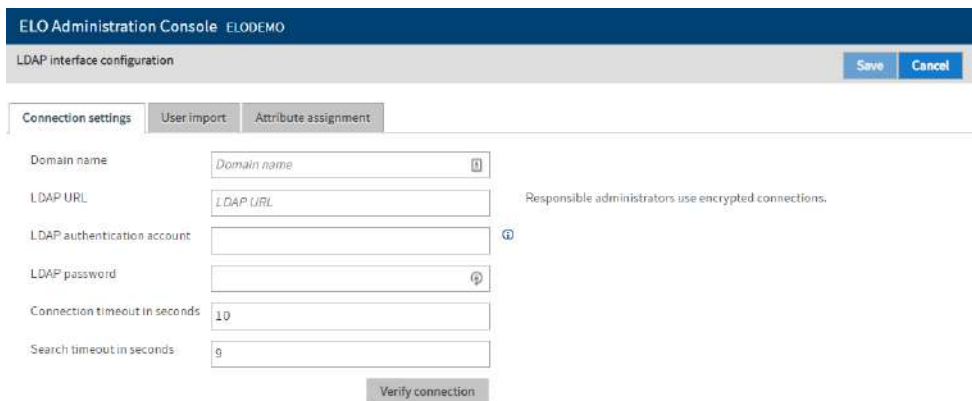 ELO Administration Console ELODEMO
LDAP interface configuration Save Cancel
Connection settings User import Attribute assignment
Domain name Domain name
LDAP URL LDAP URL Responsible administrators use encrypted connections.
LDAP authentication account
LDAP password
Connection timeout in seconds 10
Search timeout in seconds 9
Verify connection